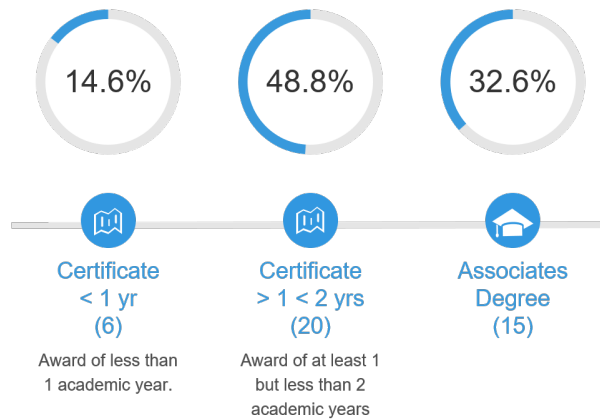 14.6%
48.8%
32.6%
Certificate
< 1 yr
(6)
Award of less than
1 academic year.
Certificate
> 1 < 2 yrs
(20)
Award of at least 1
but less than 2
academic years
Associates
Degree
(15)